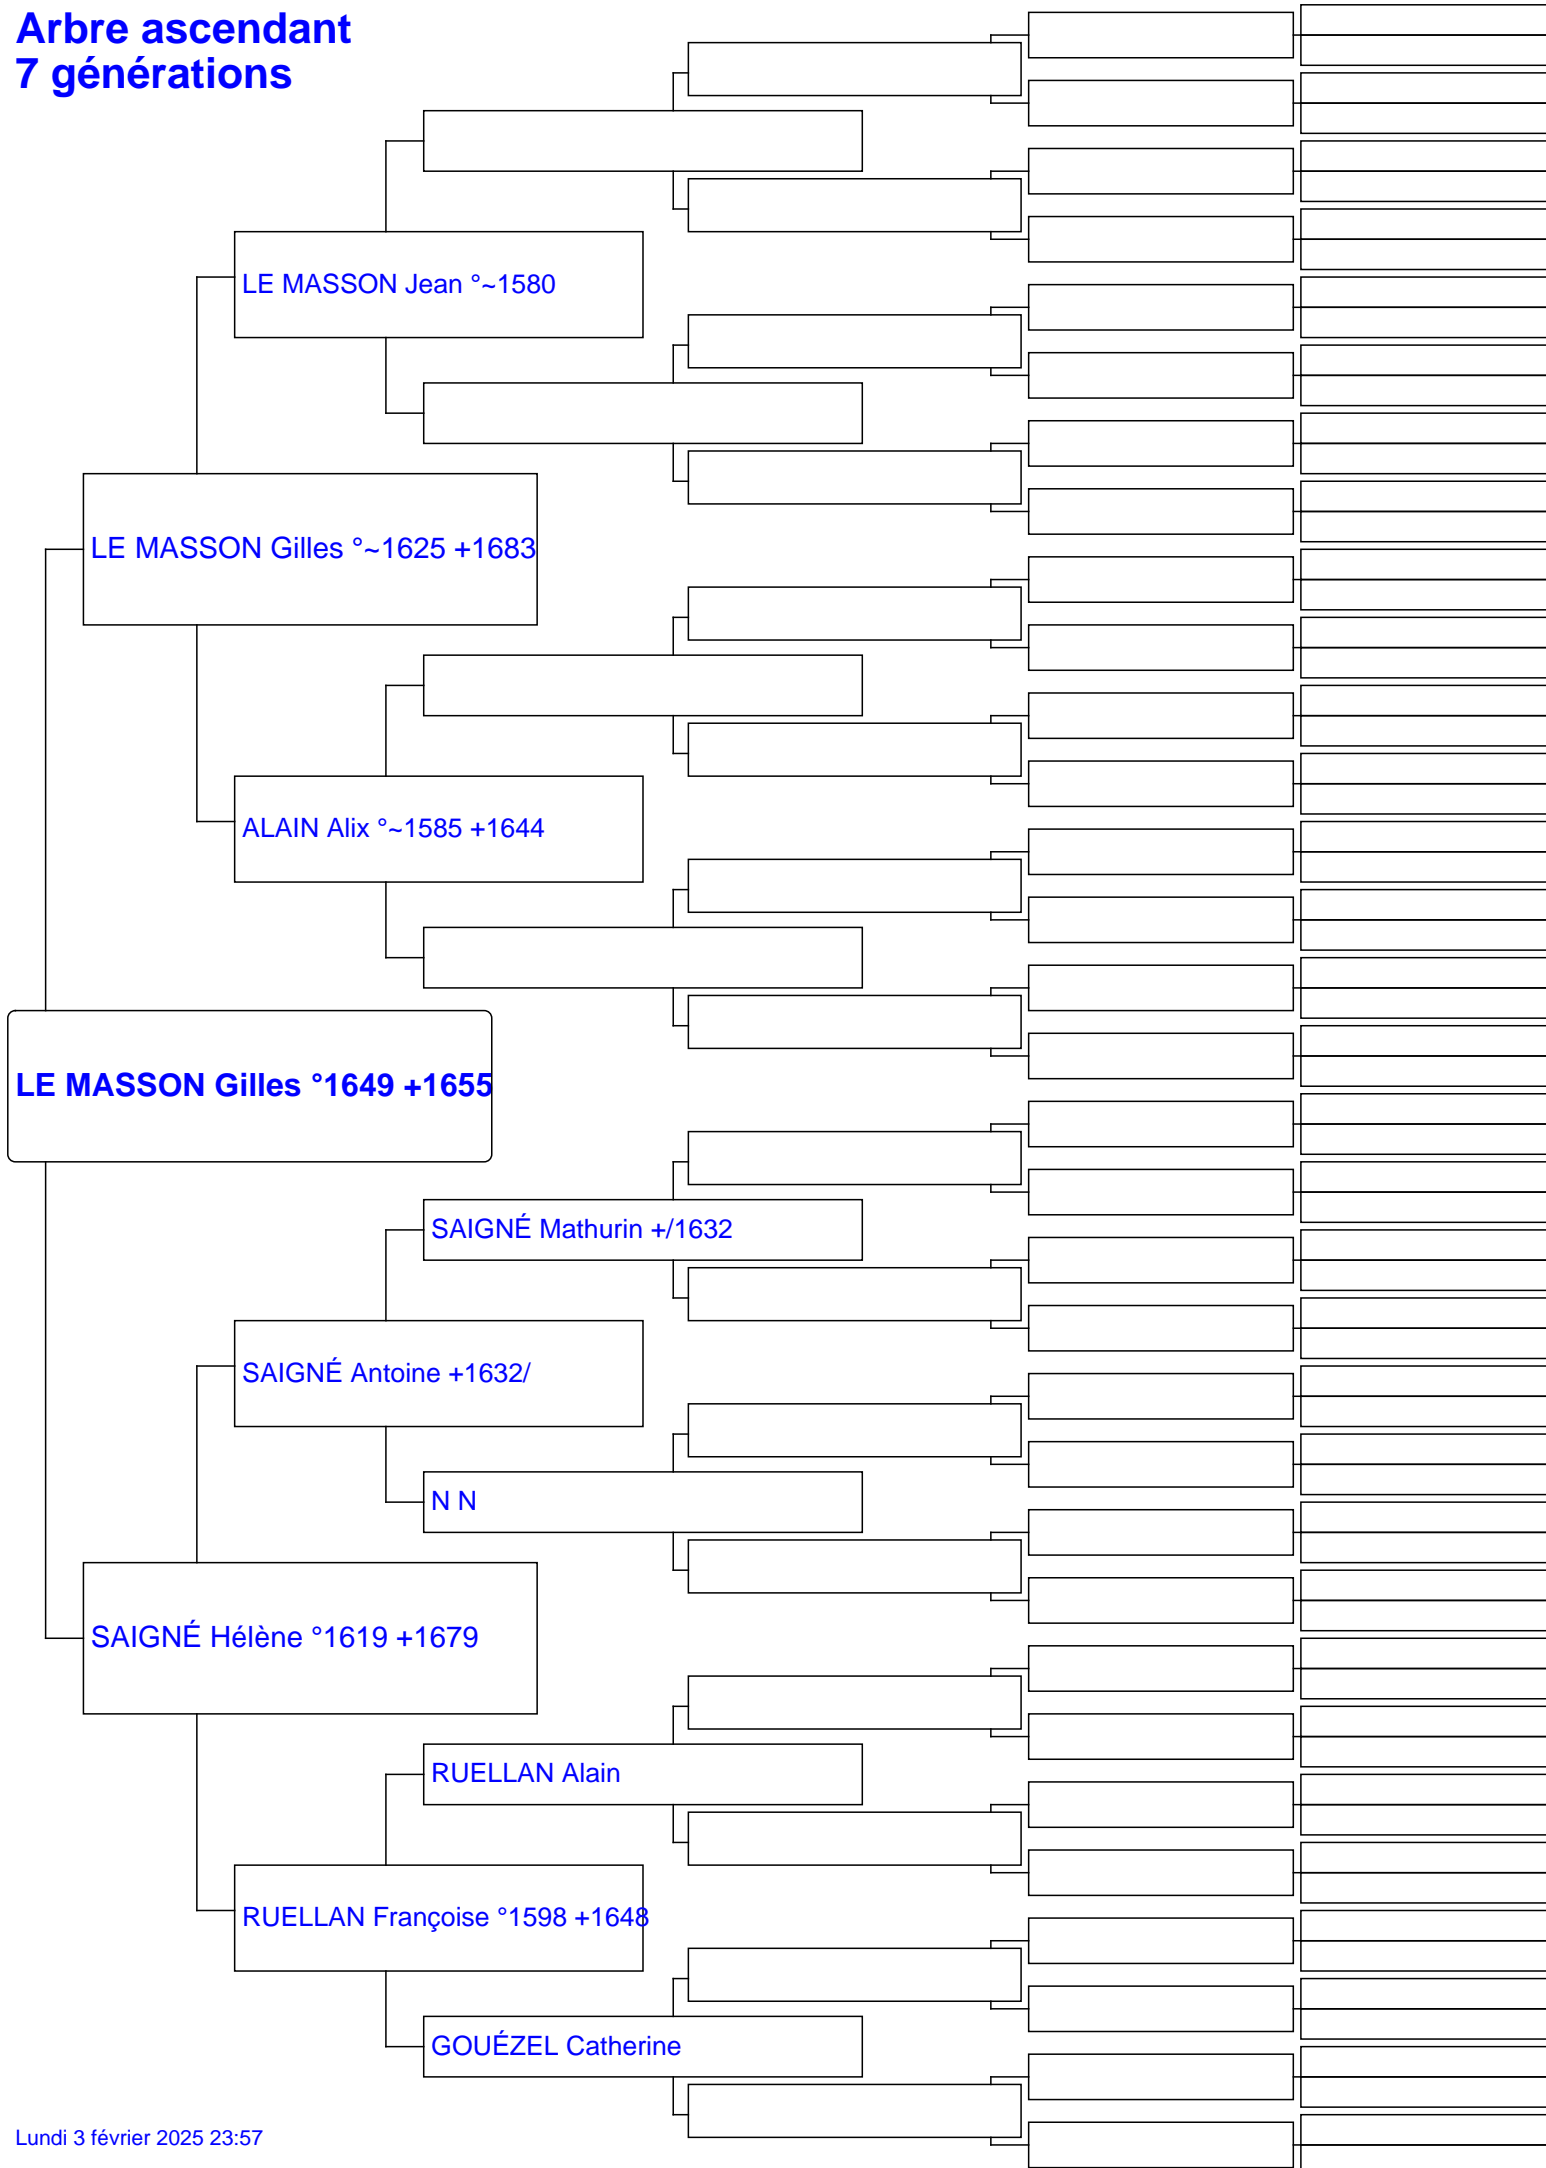 Arbre ascendant
7 générations
LE MASSON Jean °~1580
LE MASSON Gilles °~1625 +1683
ALAIN Alix °~1585 +1644
LE MASSON Gilles °1649 +1655
SAIGNÉ Mathurin +/1632
SAIGNÉ Antoine +1632/
N N
SAIGNÉ Hélène °1619 +1679
RUELLAN Alain
RUELLAN Françoise °1598 +1648
GOUÉZEL Catherine
Lundi 3 février 2025 23:57